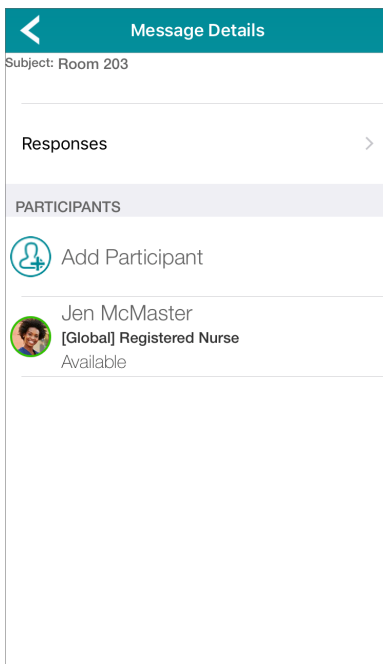 Message Details
Subject: Room 203
Responses
PARTICIPANTS
Add Participant
Jen McMaster
[Global] Registered Nurse
Available